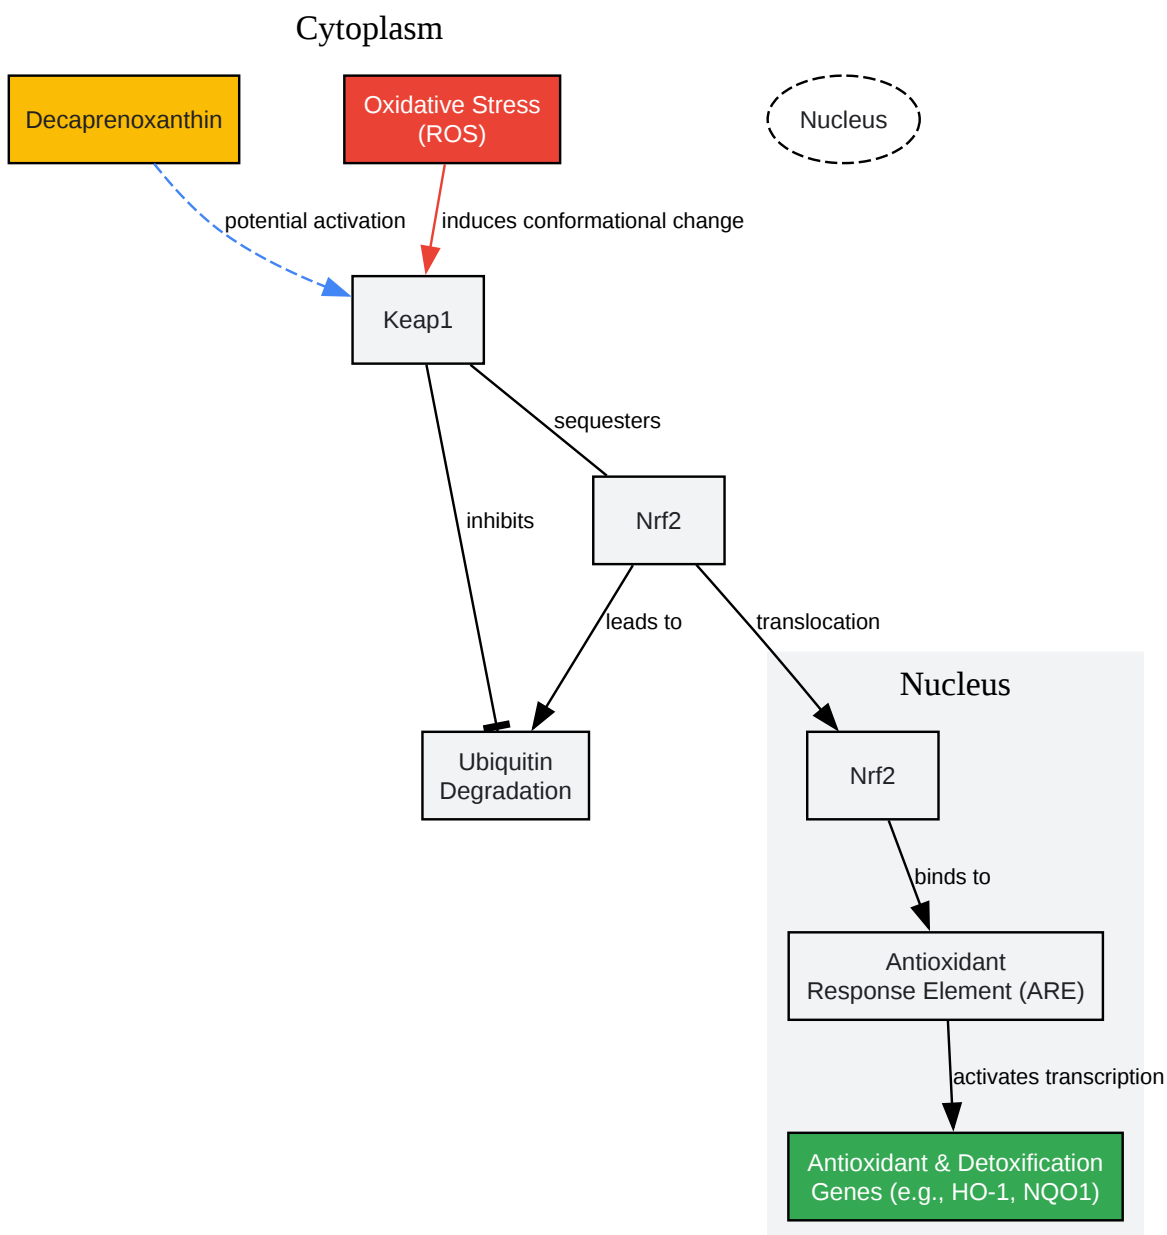 Cytoplasm
Decaprenoxanthin
Oxidative Stress
(ROS)
Nucleus
potential activation
induces conformational change
Keap1
sequesters
inhibits
Nrf2
leads to
translocation
Nucleus
Ubiquitin
Degradation
Nrf2
binds to
Antioxidant
Response Element (ARE)
activates transcription
Antioxidant & Detoxification
Genes (e.g., HO-1, NQO1)